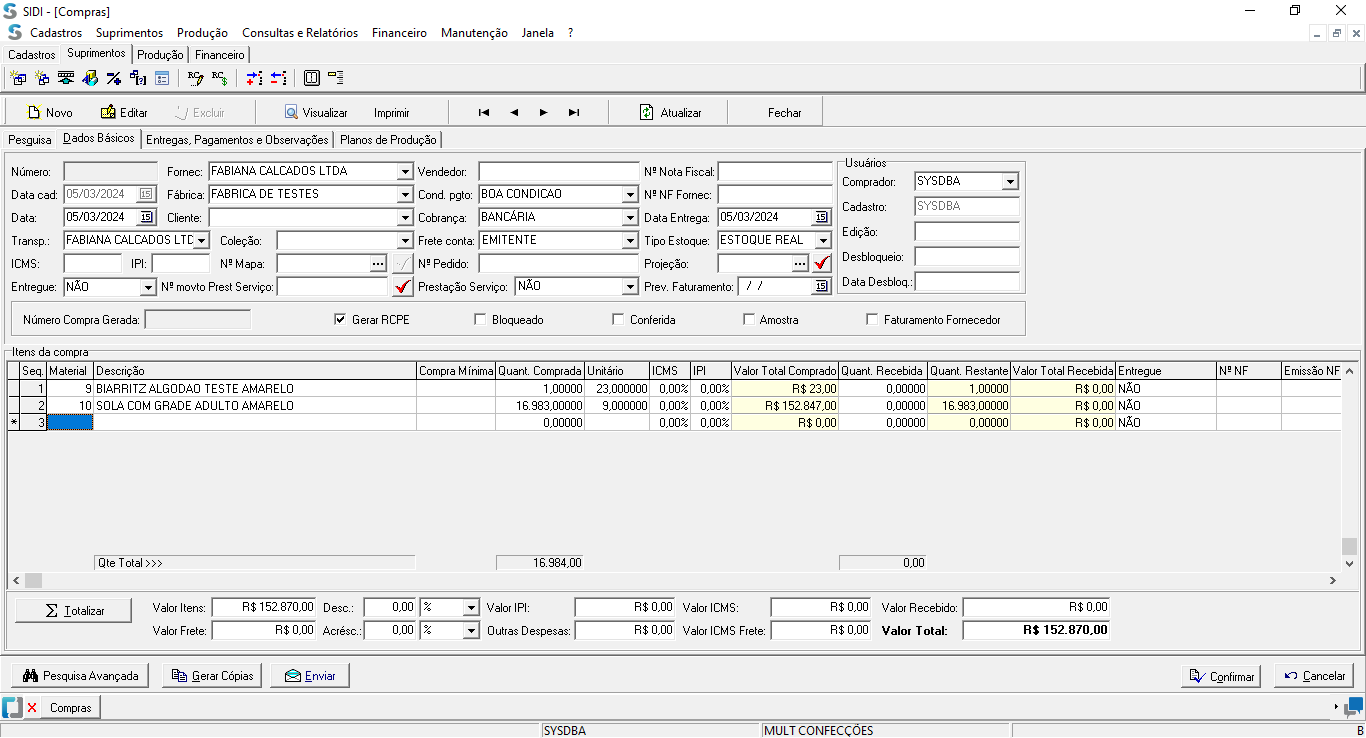 SIDI - [Compras]
Cadastros Suprimentos Produção Consultas e Relatórios Financeiro Manutenção Janela ?
Cadastros Suprimentos Produção Financeiro
Novo Editar Excluir Visualizar Imprimir Atualizar Fechar
Pesquisa Dados Básicos Entregas, Pagamentos e Observações Planos de Produção
Usuários
Número: Fornec: FABIANA CALCADOS LTDA Vendedor: Nº Nota Fiscal:
Comprador: SYSDBA
Data cad: 05/03/2024 15 Fábrica: FABRICA DE TESTES Cond. pgto: BOA CONDICAO Nº NF Fornec:
Cadastro: SYSDBA
Data: 05/03/2024 15 Cliente: Cobrança: BANCÁRIA Data Entrega: 05/03/2024 15
Edição:
Transp.: FABIANA CALCADOS LTC Coleção: Frete conta: EMITENTE Tipo Estoque: ESTOQUE REAL
Desbloqueio:
ICMS: IPI: Nº Mapa: ... Nº Pedido: Projeção: ...
Data Desbloq.:
Entregue: NÃO Nº movto Prest Serviço: Prestação Serviço: NÃO Prev. Faturamento: / / 15
Número Compra Gerada: Gerar RCPE Bloqueado Conferida Amostra Faturamento Fornecedor
Itens da compra
Seq. Material Descrição Compra Mínima Quant. Comprada Unitário ICMS IPI Valor Total Comprado Quant. Recebida Quant. Restante Valor Total Recebida Entregue Nº NF Emissão NF
1 9 BIARRITZ ALGODAO TESTE AMARELO 1,00000 23,000000 0,00% 0,00% R$ 23,00 0,00000 1,00000 R$ 0,00 NÃO
2 10 SOLA COM GRADE ADULTO AMARELO 16.983,00000 9,000000 0,00% 0,00% R$ 152.847,00 0,00000 16.983,00000 R$ 0,00 NÃO
* 3 0,00000 0,00% 0,00% R$ 0,00 0,00000 0,00000 R$ 0,00 NÃO
Qte Total >>> 16.984,00 0,00
Σ Totalizar Valor Itens: R$ 152.870,00 Desc.: 0,00 % Valor IPI: R$ 0,00 Valor ICMS: R$ 0,00 Valor Recebido: R$ 0,00
Valor Frete: R$ 0,00 Acrésc.: 0,00 % Outras Despesas: R$ 0,00 Valor ICMS Frete: R$ 0,00 Valor Total: R$ 152.870,00
Pesquisa Avançada Gerar Cópias Enviar Confirmar Cancelar
Compras
SYSDBA MULT CONFECÇÕES B